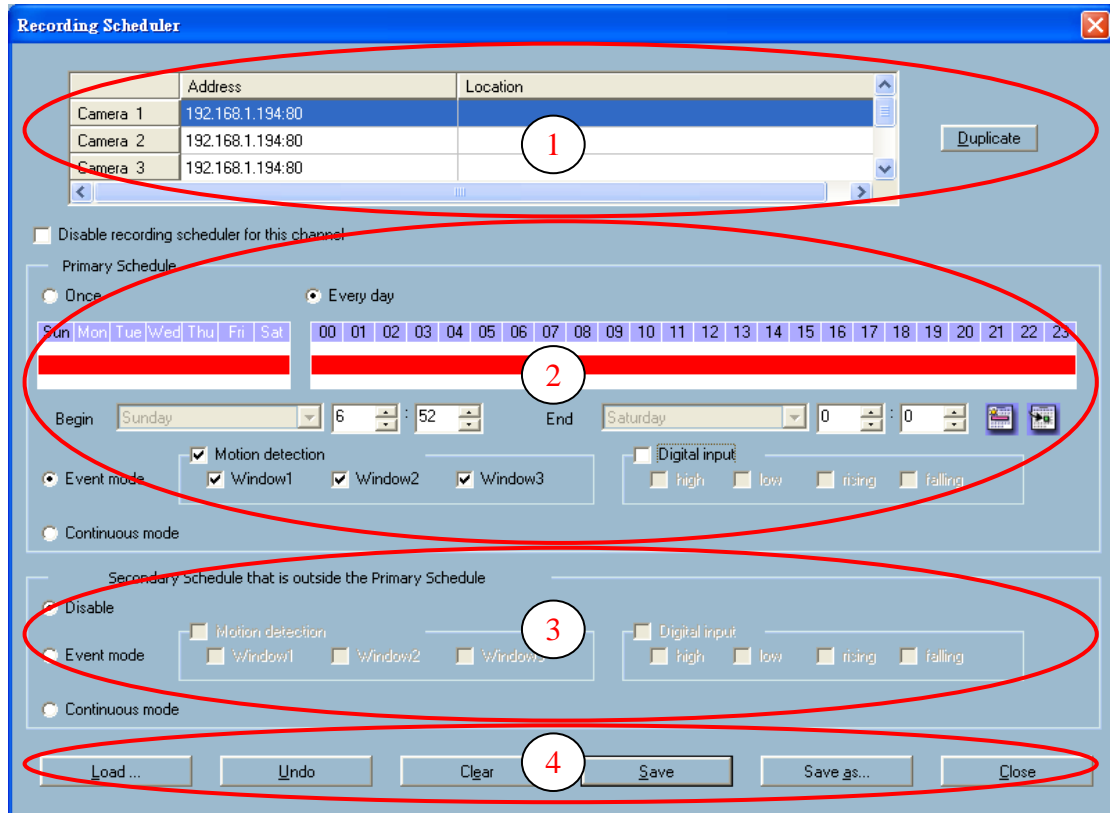 Recording Scheduler
Address Location
Camera 1 192.168.1.194:80
Camera 2 192.168.1.194:80
Camera 3 192.168.1.194:80
1
Duplicate
Disable recording scheduler for this channel
Primary Schedule
Once Every day
Sun Mon Tue Wed Thu Fri Sat 00 01 02 03 04 05 06 07 08 09 10 11 12 13 14 15 16 17 18 19 20 21 22 23
2
Begin Sunday 6 : 52 End Saturday 0 : 0
Motion detection Digital input
Event mode Window1 Window2 Window3 high low rising falling
Continuous mode
Secondary Schedule that is outside the Primary Schedule
Disable
3
Motion detection Digital input
Event mode Window1 Window2 Window3 high low rising falling
Continuous mode
4
Load ... Undo Clear Save Save as... Close